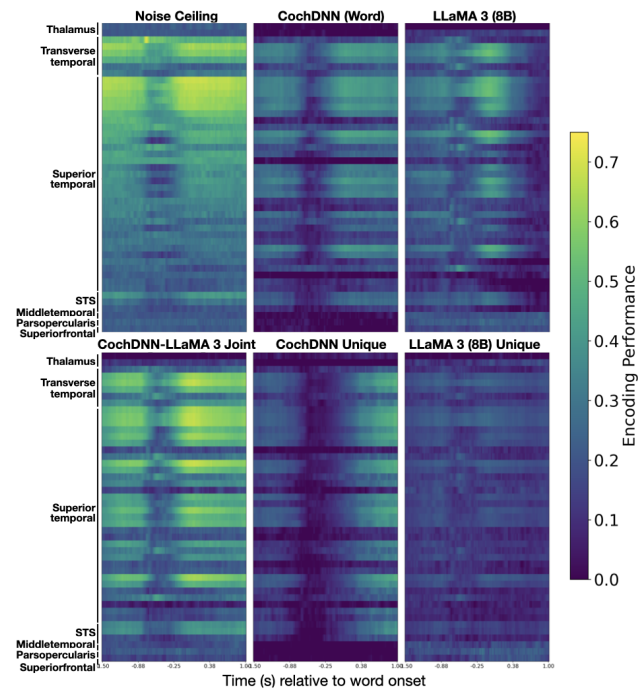 Noise Ceiling CochDNN (Word) LLaMA 3 (8B)
Thalamus
Transverse
temporal
Superior
temporal
STS
Middletemporal
Parsopercularis
Superiorfrontal
CochDNN-LLaMA 3 Joint CochDNN Unique LLaMA 3 (8B) Unique
Thalamus
Transverse
temporal
Superior
temporal
STS
Middletemporal
Parsopercularis
Superiorfrontal
-0.88 -0.25 0.38 1.00 -0.88 -0.25 0.38 1.00 -0.88 -0.25 0.38 1.00
Time (s) relative to word onset
0.7
0.6
0.5
0.4
0.3
0.2
0.1
0.0
Encoding Performance